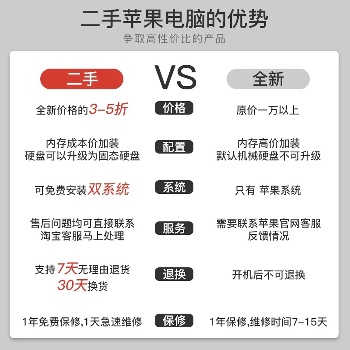 二手苹果电脑的优势
争取高性价比的产品
二手 VS 全新
全新价格的3-5折 价格 原价一万以上
内存成本价加装 配置 内存高价加装
硬盘可以升级为固态硬盘 默认机械硬盘不可升级
可免费安装双系统 系统 只有 苹果系统
售后问题均可直接联系 服务 需要联系苹果官网客服
淘宝客服马上处理 反馈情况
支持7天无理由退货 退换 开机后不可退换
30天换货
1年免费保修,1天急速维修 保修 1年保修,维修时间7-15天